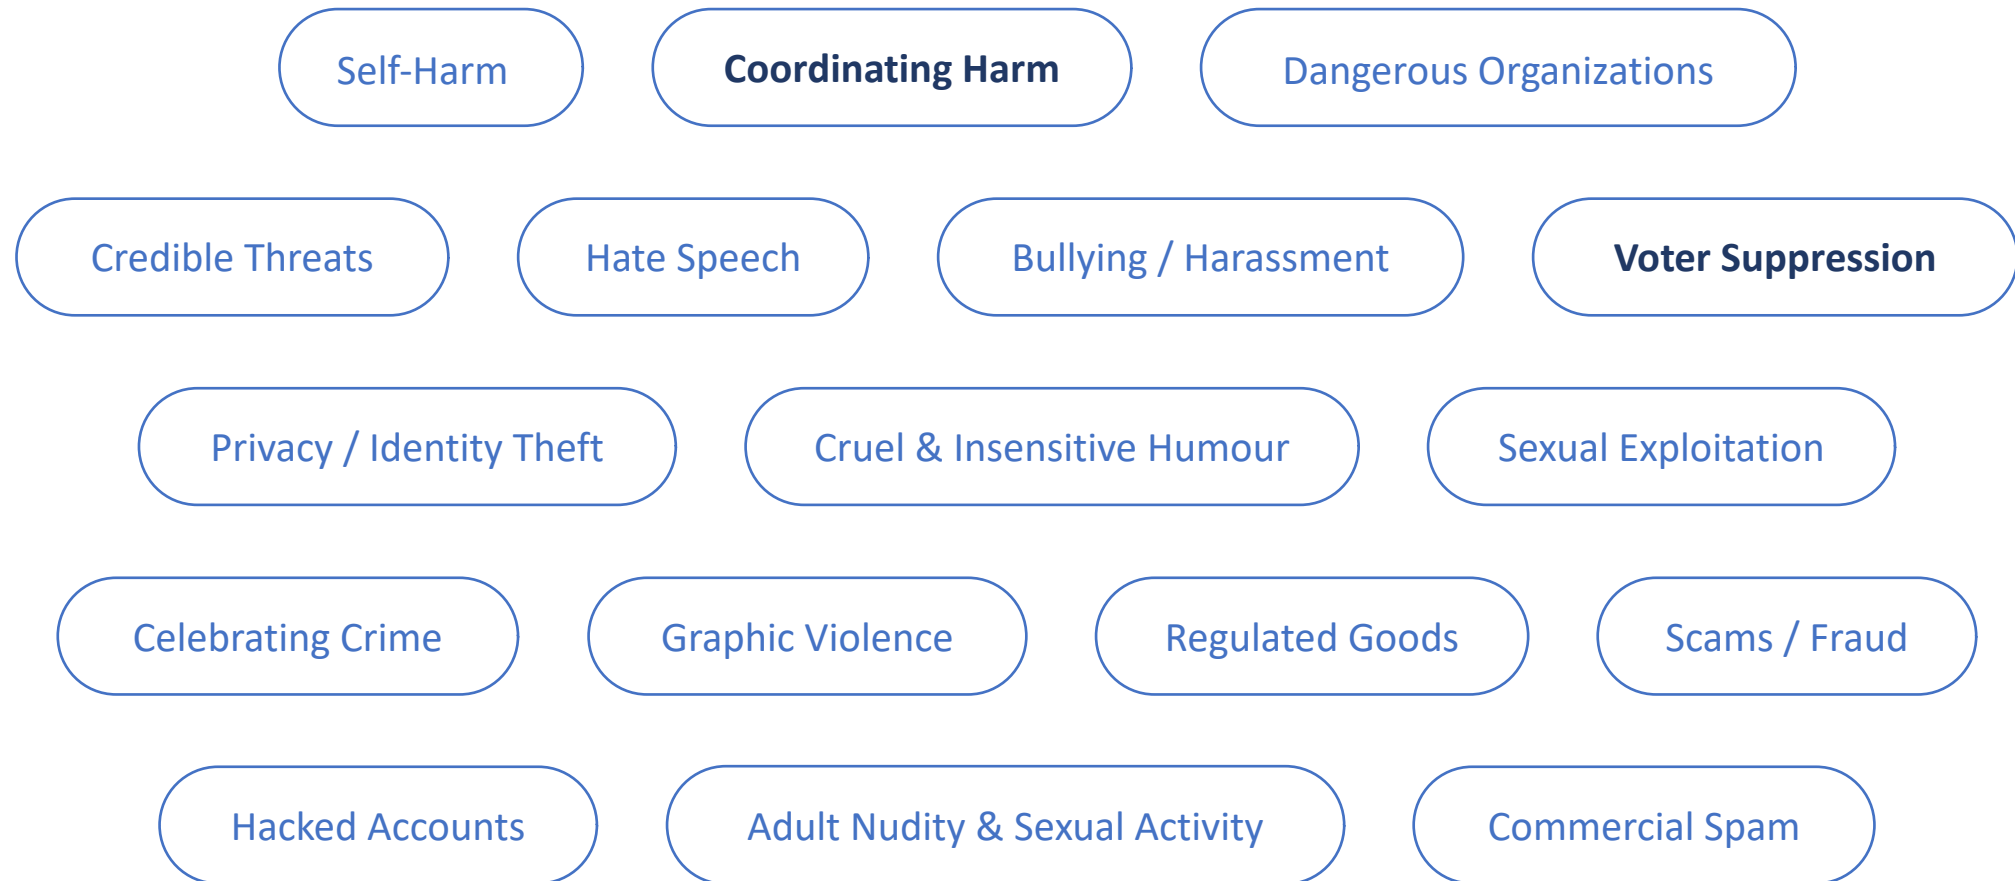 Self-Harm
Coordinating Harm
Dangerous Organizations
Credible Threats
Hate Speech
Bullying / Harassment
Voter Suppression
Privacy / Identity Theft
Cruel & Insensitive Humour
Sexual Exploitation
Celebrating Crime
Graphic Violence
Regulated Goods
Scams / Fraud
Hacked Accounts
Adult Nudity & Sexual Activity
Commercial Spam